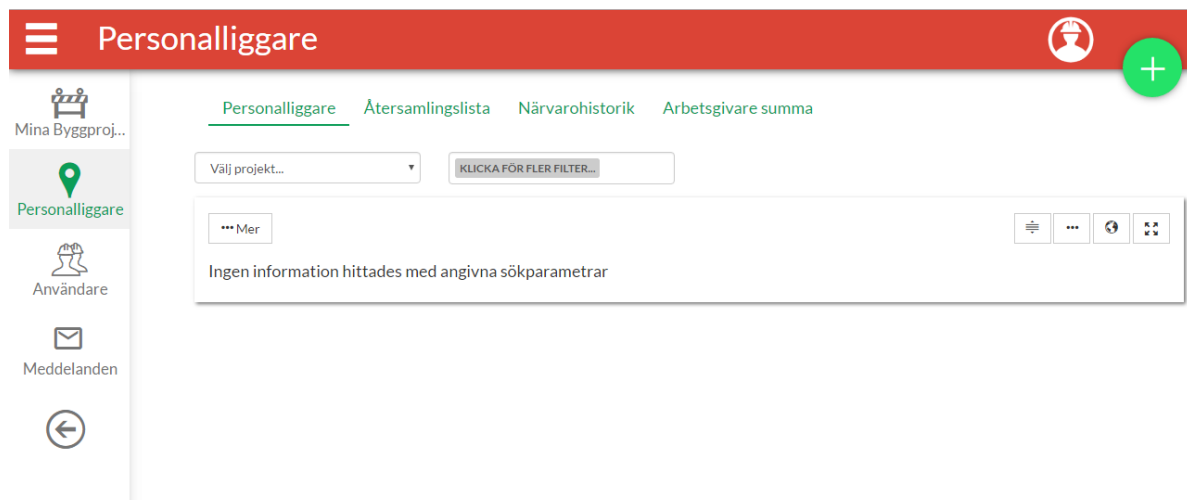 Personalliggare
Mina Byggproj...
Personalliggare
Användare
Meddelanden
Personalliggare Återsamlingslista Närvarohistorik Arbetsgivare summa
Välj projekt... KLICKA FÖR FLER FILTER...
••• Mer
Ingen information hittades med angivna sökparametrar